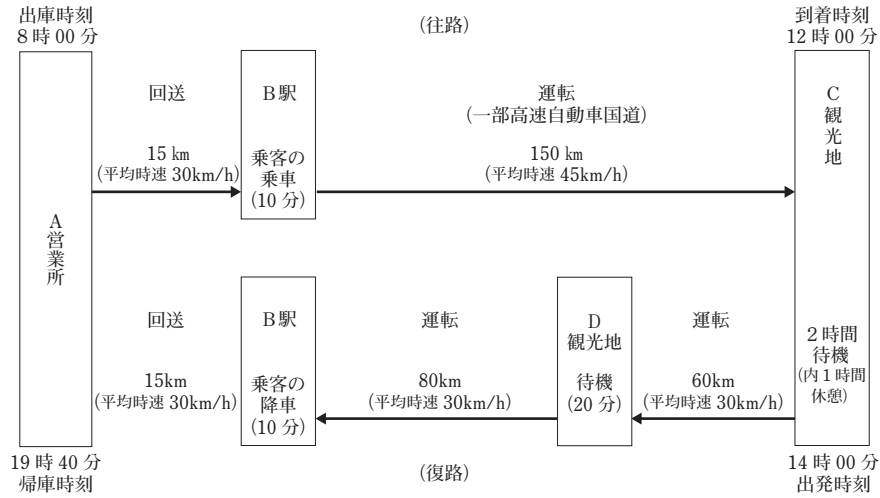 出庫時刻
8時00分
(往路)
到着時刻
12時00分
回送
15 km
(平均時速 30km/h)
B駅
乗客の
乗車
(10分)
運転
(一部高速自動車国道)
150 km
(平均時速 45km/h)
C
観
光
地
A
営
業
所
回送
15km
(平均時速 30km/h)
B駅
乗客の
降車
(10分)
運転
80km
(平均時速 30km/h)
D
観光地
待機
(20分)
運転
60km
(平均時速 30km/h)
2時間
待機
(内1時間
休憩)
19時40分
帰庫時刻
(復路)
14時00分
出発時刻